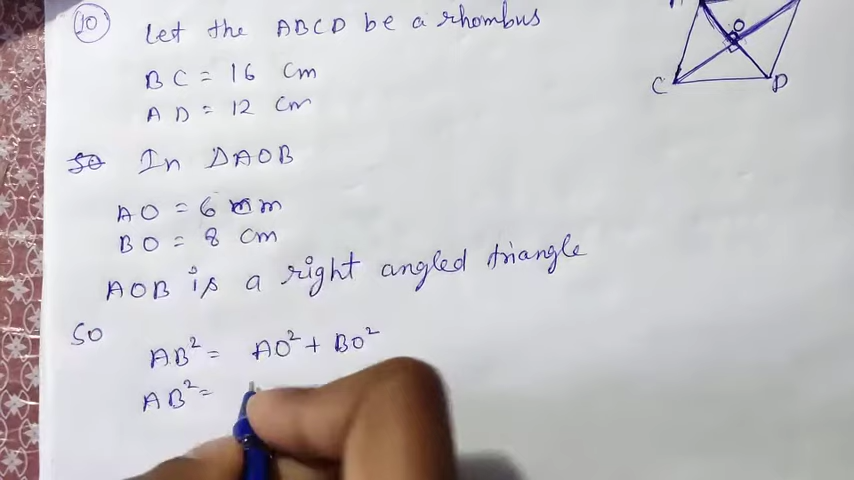 10 Let the ABCD be a rhombus
BC = 16 cm
AD = 12 cm
In ΔAOB
AO = 6 cm
BO = 8 cm
AOB is a right angled triangle
So
AB² = AO² + BO²
AB² =
O
C
D